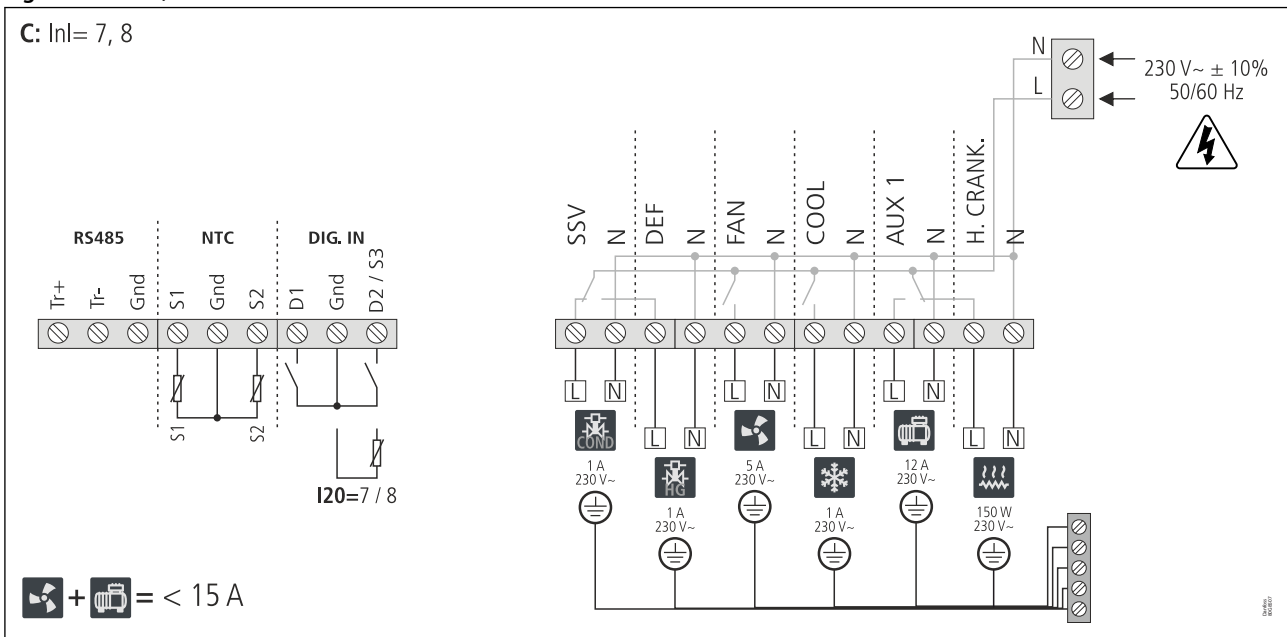 C: InI= 7, 8
N
L
230 V~ ± 10%
50/60 Hz
RS485
NTC
DIG. IN
Tr+
Tr-
Gnd
S1
Gnd
S2
D1
Gnd
D2 / S3
S1
S2
I20=7 / 8
SSV
N
DEF
N
FAN
N
COOL
N
AUX 1
N
H. CRANK.
N
L
N
L
N
L
N
L
N
L
N
L
N
COND
1 A
230 V~
HG
1 A
230 V~
5 A
230 V~
1 A
230 V~
12 A
230 V~
150 W
230 V~
+ = < 15 A
Danfoss